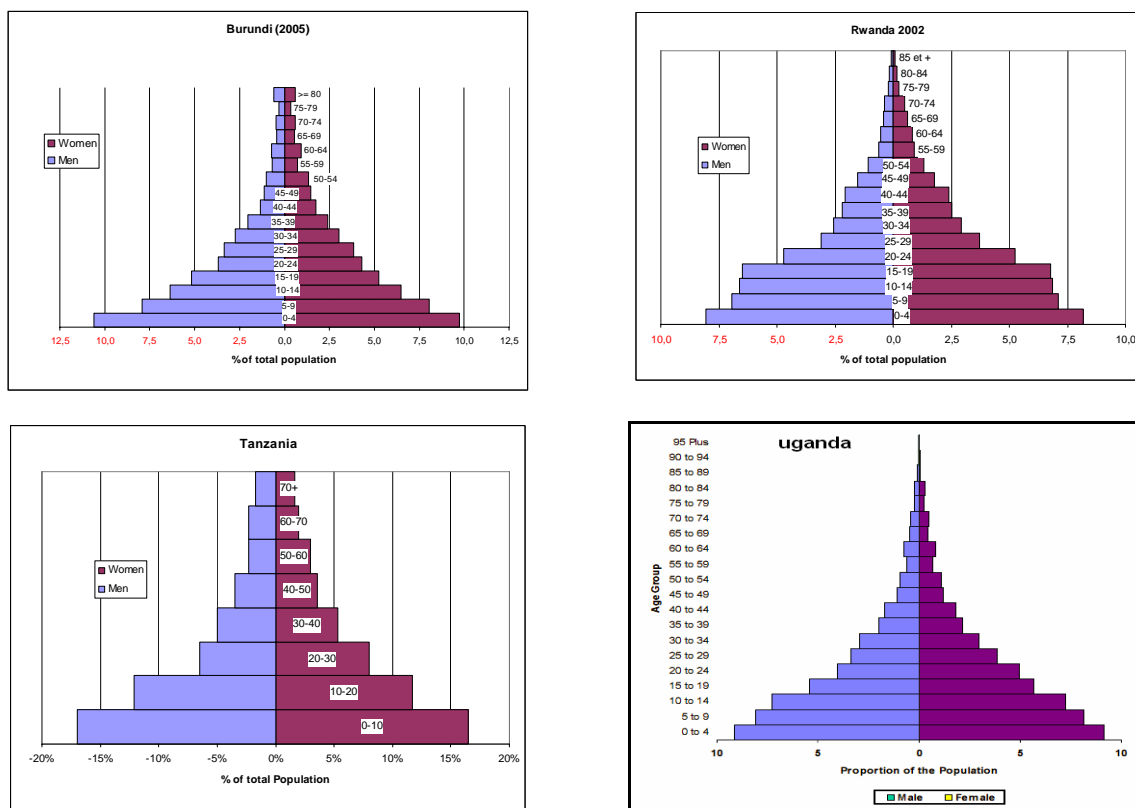 Burundi (2005)
>= 80
75-79
70-74
65-69
60-64
55-59
50-54
45-49
40-44
35-39
30-34
25-29
20-24
15-19
10-14
5-9
0-4
Women
Men
12,5 10,0 7,5 5,0 2,5 0,0 2,5 5,0 7,5 10,0 12,5
% of total population
Rwanda 2002
85 et +
80-84
75-79
70-74
65-69
60-64
55-59
50-54
45-49
40-44
35-39
30-34
25-29
20-24
15-19
10-14
5-9
0-4
Women
Men
10,0 7,5 5,0 2,5 0,0 2,5 5,0 7,5 10,0
% of total population
Tanzania
70+
60-70
50-60
40-50
30-40
20-30
10-20
0-10
Women
Men
-20% -15% -10% -5% 0% 5% 10% 15% 20%
% of total Population
uganda
Age Group
95 Plus
90 to 94
85 to 89
80 to 84
75 to 79
70 to 74
65 to 69
60 to 64
55 to 59
50 to 54
45 to 49
40 to 44
35 to 39
30 to 34
25 to 29
20 to 24
15 to 19
10 to 14
5 to 9
0 to 4
10 5 0 5 10
Proportion of the Population
Male Female